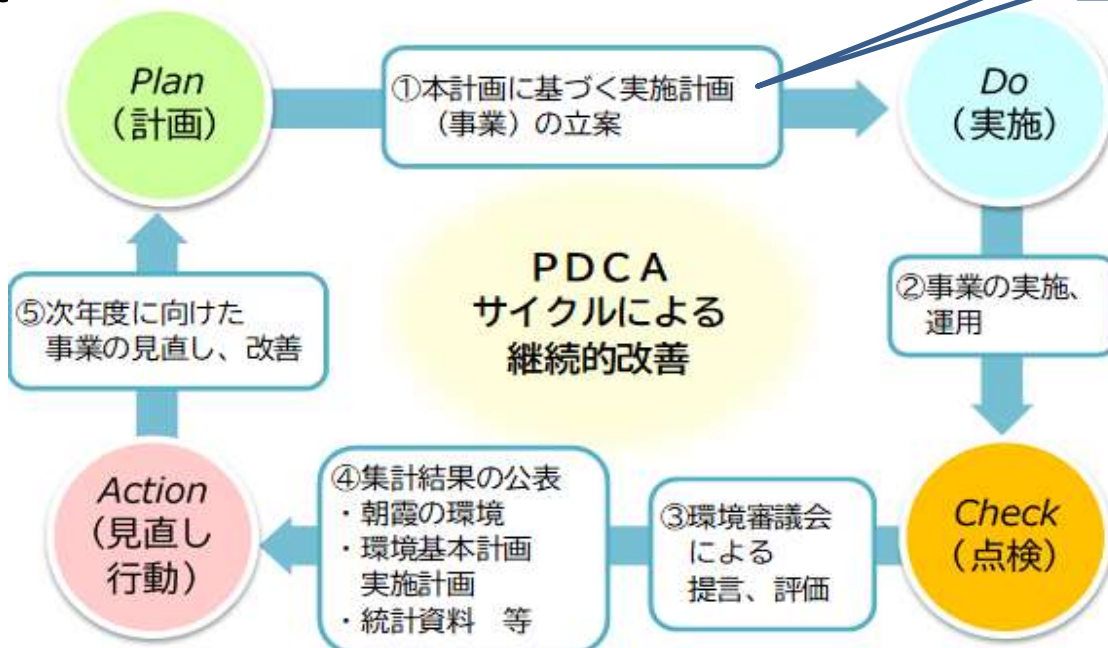 Plan
（計画）
①本計画に基づく実施計画
（事業）の立案
Do
（実施）
②事業の実施、
運用
Check
（点検）
③環境審議会
による
提言、評価
④集計結果の公表
・朝霞の環境
・環境基本計画
実施計画
・統計資料　等
Action
（見直し
行動）
⑤次年度に向けた
事業の見直し、改善
ＰＤＣＡ
サイクルによる
継続的改善